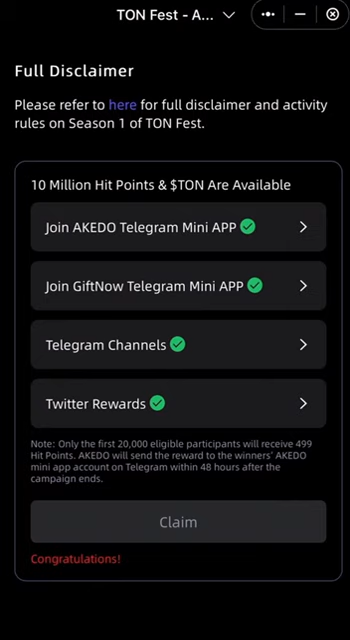 TON Fest - A...
Full Disclaimer
Please refer to here for full disclaimer and activity
rules on Season 1 of TON Fest.
10 Million Hit Points & $TON Are Available
Join AKEDO Telegram Mini APP
Join GiftNow Telegram Mini APP
Telegram Channels
Twitter Rewards
Note: Only the first 20,000 eligible participants will receive 499
Hit Points. AKEDO will send the reward to the winners' AKEDO
mini app account on Telegram within 48 hours after the
campaign ends.
Claim
Congratulations!